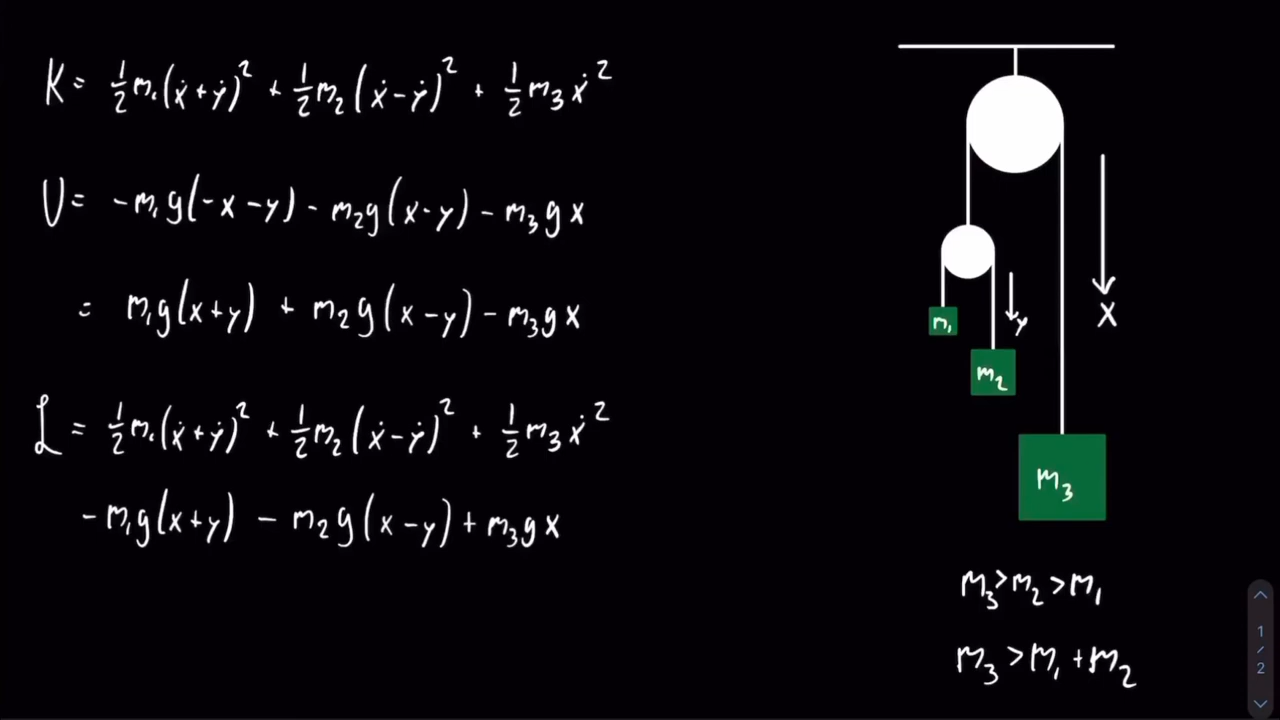 K = ½m₁(ẋ+ẏ)² + ½m₂(ẋ-ẏ)² + ½m₃ẋ²
U = -m₁g(-x-y) - m₂g(x-y) - m₃gx
= m₁g(x+y) + m₂g(x-y) - m₃gx
ℒ = ½m₁(ẋ+ẏ)² + ½m₂(ẋ-ẏ)² + ½m₃ẋ²
-m₁g(x+y) - m₂g(x-y) + m₃gx
m₁
y
x
m₂
m₃
m₃>m₂>m₁
m₃>m₁+m₂
1
/
2